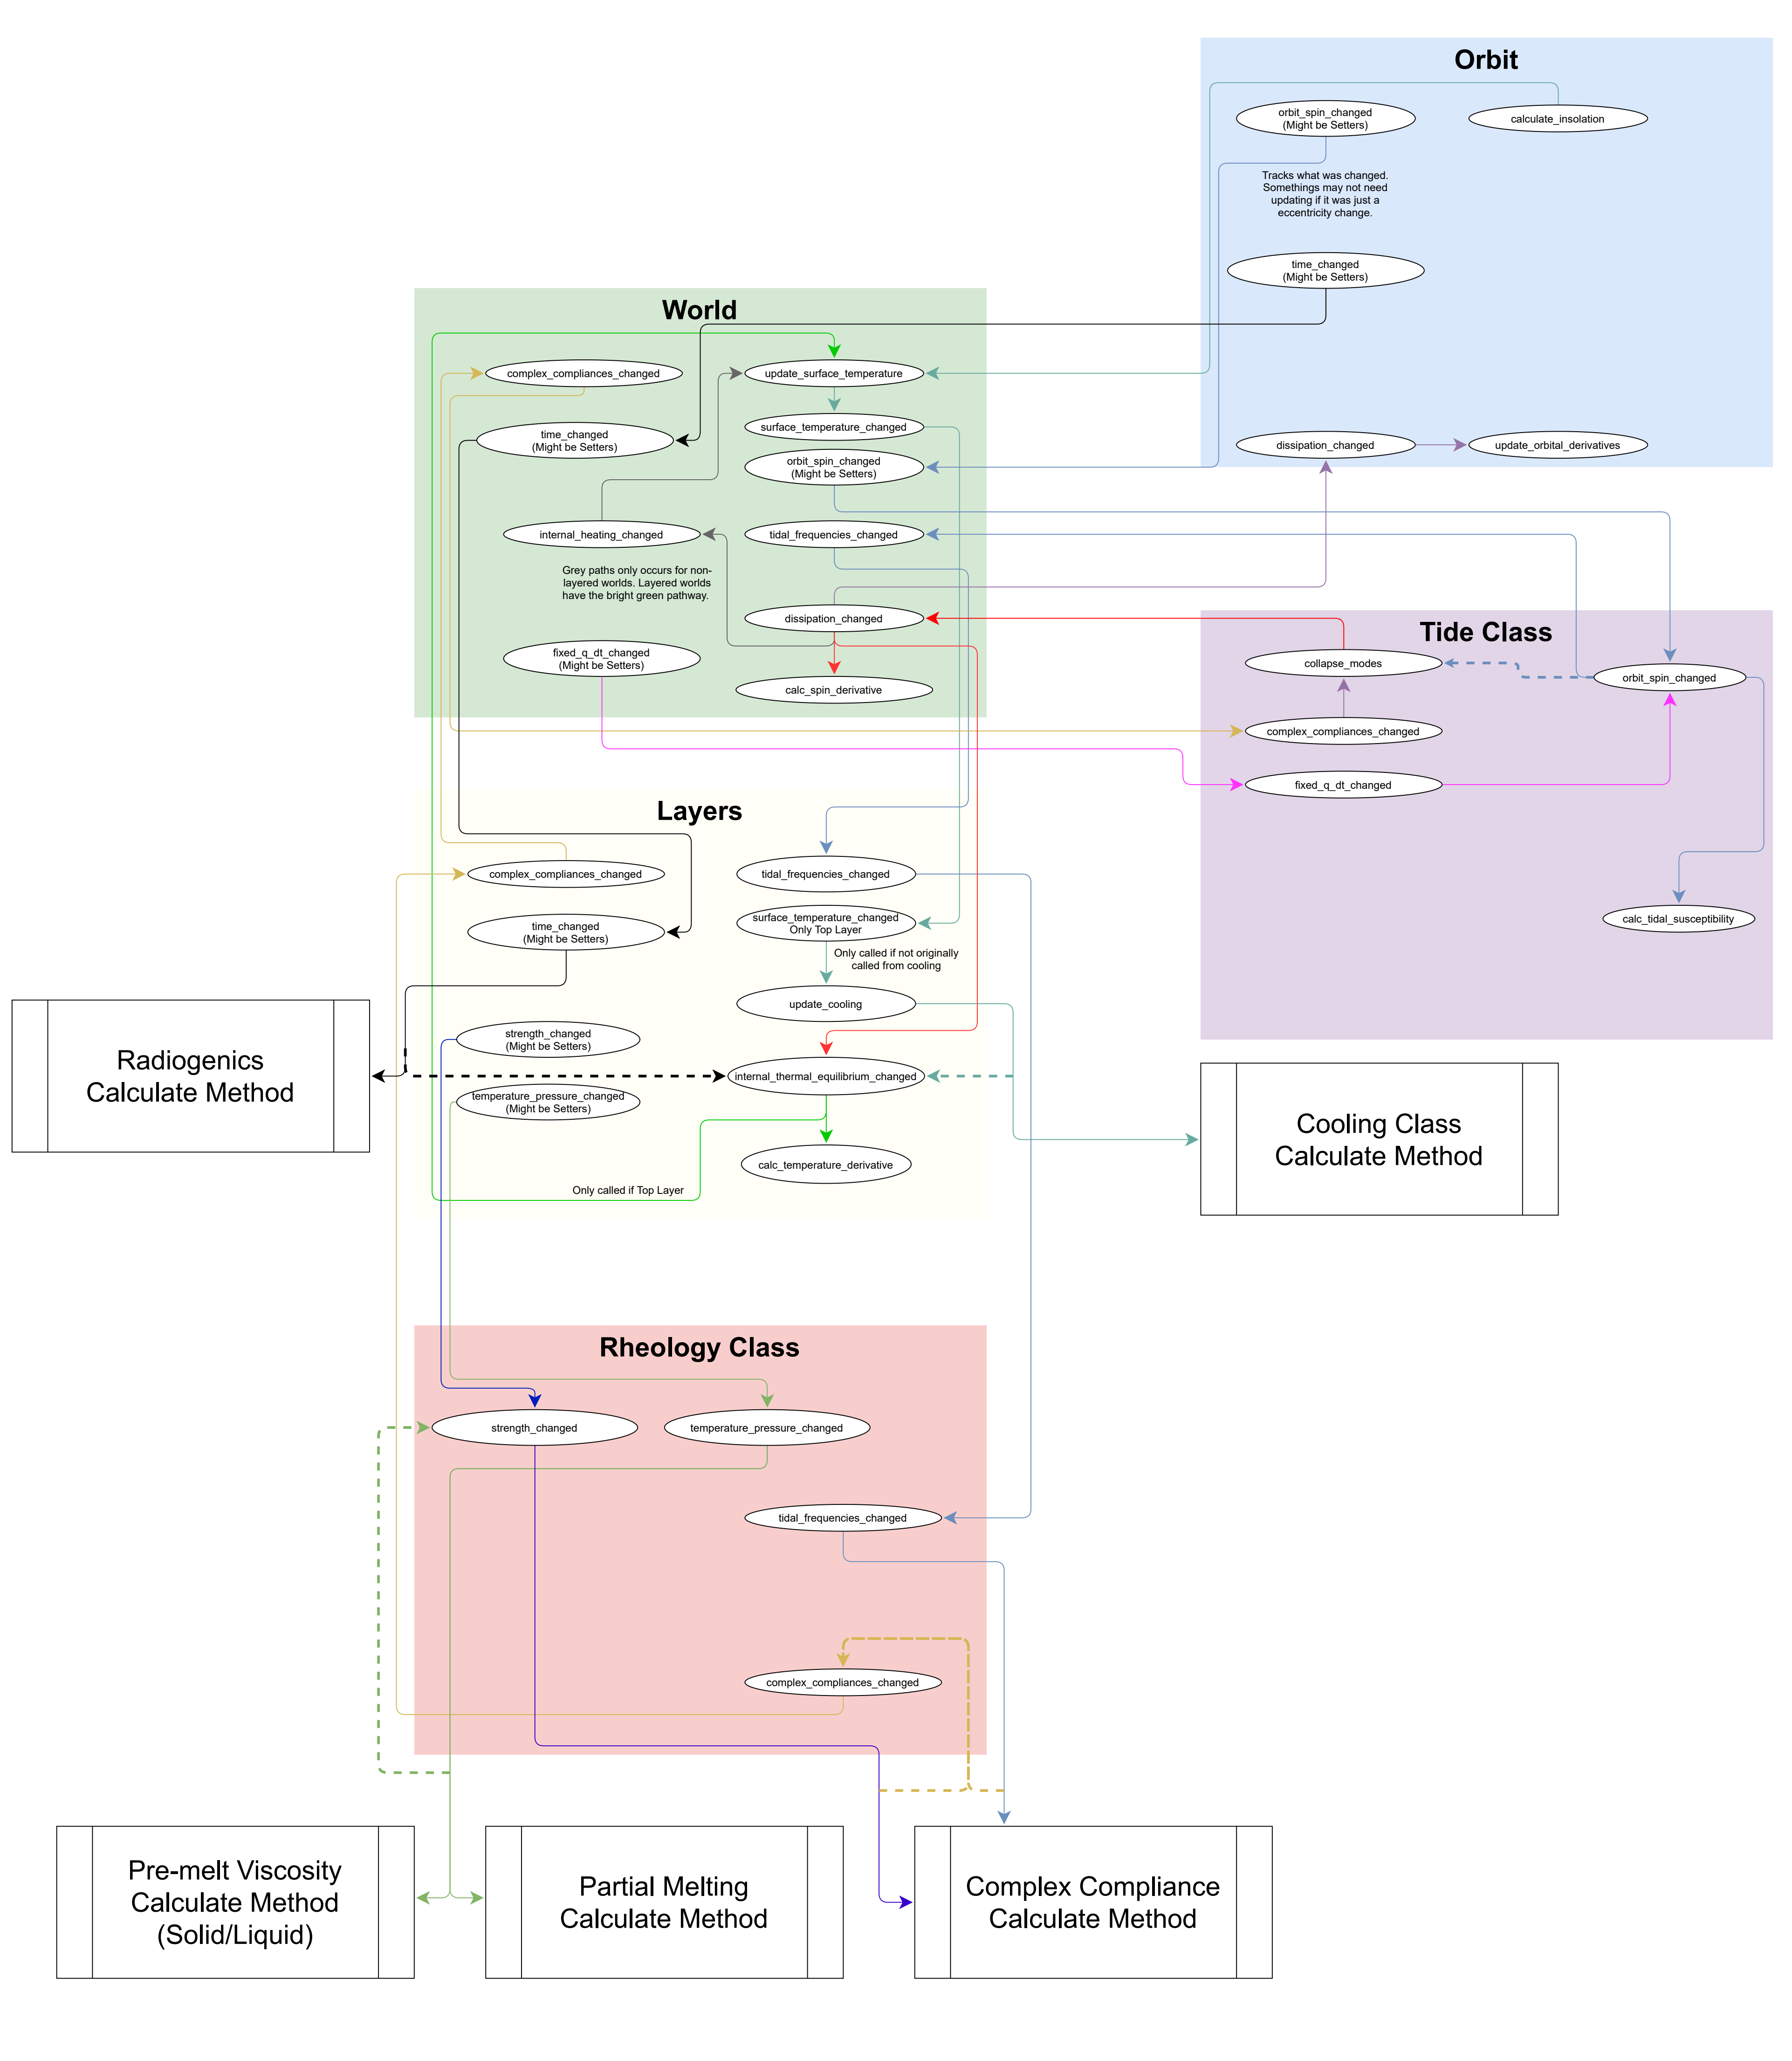 Orbit
orbit_spin_changed
(Might be Setters)
calculate_insolation
Tracks what was changed.
Somethings may not need
updating if it was just a
eccentricity change.
time_changed
(Might be Setters)
dissipation_changed
update_orbital_derivatives
World
complex_compliances_changed
update_surface_temperature
time_changed
(Might be Setters)
surface_temperature_changed
orbit_spin_changed
(Might be Setters)
internal_heating_changed
tidal_frequencies_changed
Grey paths only occurs for non-
layered worlds. Layered worlds
have the bright green pathway.
dissipation_changed
fixed_q_dt_changed
(Might be Setters)
calc_spin_derivative
Tide Class
collapse_modes
orbit_spin_changed
complex_compliances_changed
fixed_q_dt_changed
calc_tidal_susceptibility
Layers
complex_compliances_changed
tidal_frequencies_changed
time_changed
(Might be Setters)
surface_temperature_changed
Only Top Layer
Only called if not originally
called from cooling
update_cooling
strength_changed
(Might be Setters)
internal_thermal_equilibrium_changed
temperature_pressure_changed
(Might be Setters)
calc_temperature_derivative
Only called if Top Layer
Radiogenics
Calculate Method
Cooling Class
Calculate Method
Rheology Class
strength_changed
temperature_pressure_changed
tidal_frequencies_changed
complex_compliances_changed
Pre-melt Viscosity
Calculate Method
(Solid/Liquid)
Partial Melting
Calculate Method
Complex Compliance
Calculate Method